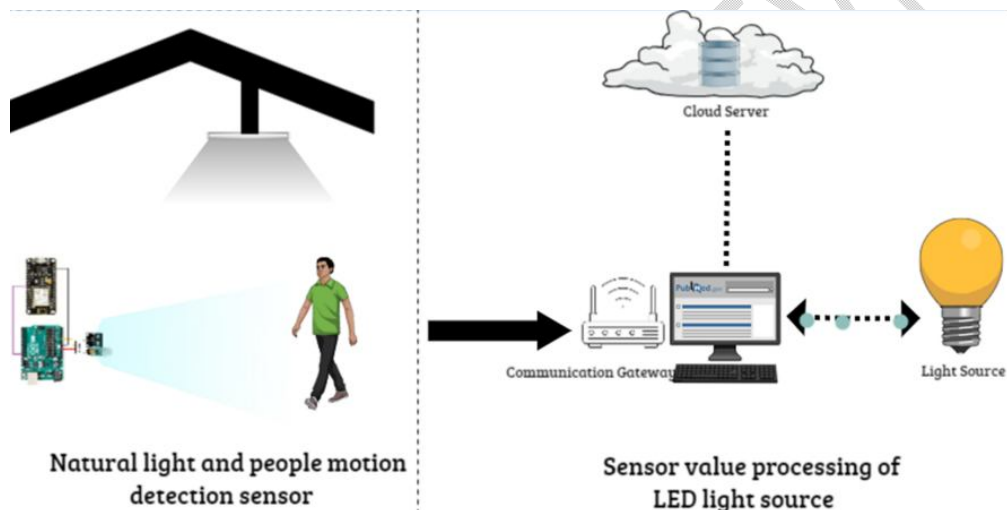 Cloud Server
Communication Gateway
Light Source
Natural light and people motion
detection sensor
Sensor value processing of
LED light source